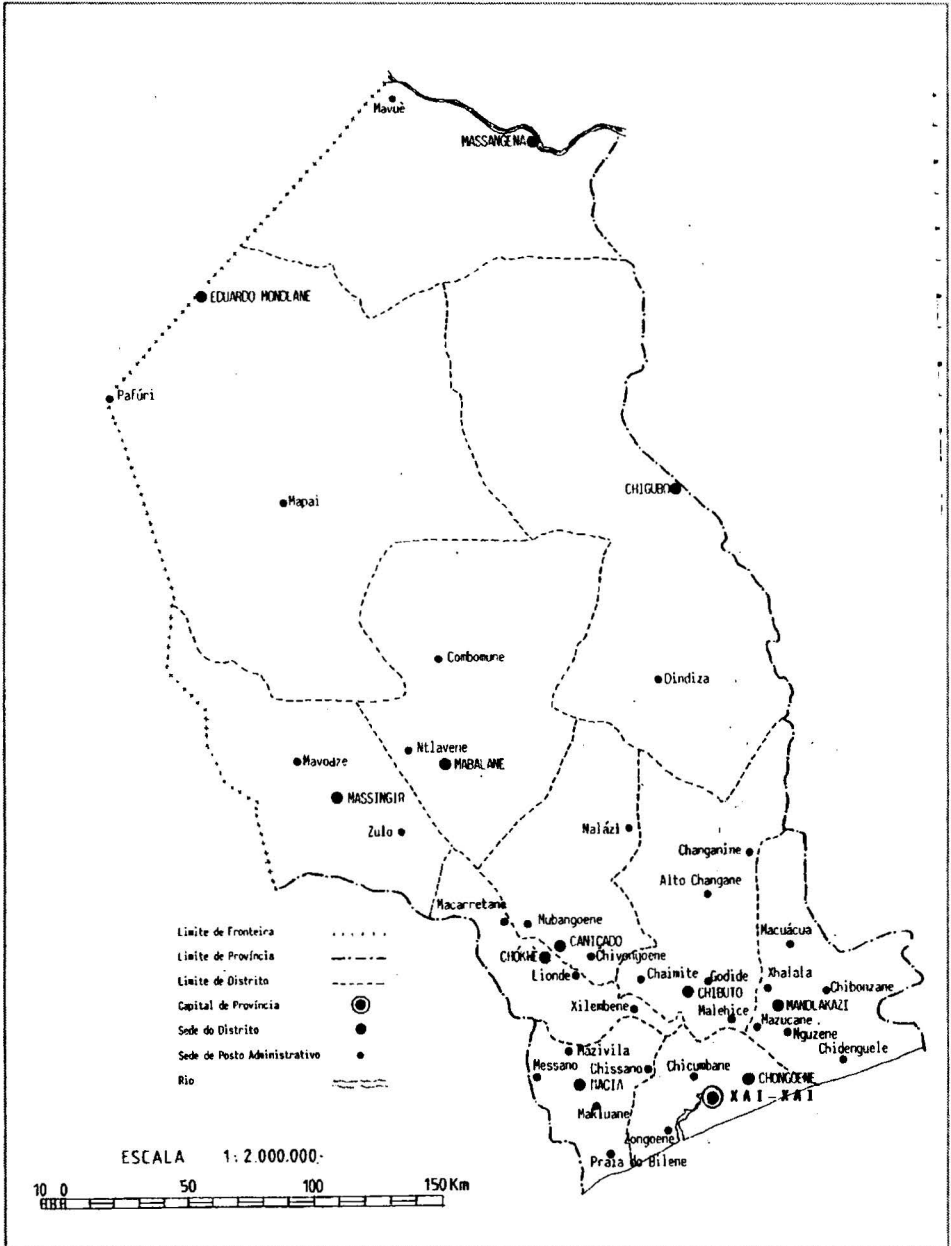 Mavuè
MASSANGENA
EDUARDO MONDLANE
Pafúri
CHIGUBO
Mapai
Combomune
Dindiza
Ntlavene
Mavodze
MABALANE
MASSINGIR
Zulo
Nalázi
Changanine
Alto Changane
Macarretane
Mubangoene
Macuácua
CANIÇADO
CHOKWÈ
Chivongoene
Lionde
Chaimite
Godide
Xhalala
Chibonzane
CHIBUTO
MANDLAKAZI
Xilembene
Malehice
Mazucane
Nguzene
Chidenguele
Mazivila
Messano
Chissano
Chicumbane
CHONGOENE
MACIA
XAI-XAI
Makluane
Zongoene
Praia do Bilene
Limite de Fronteira
Limite de Província
Limite de Distrito
Capital de Província
Sede do Distrito
Sede de Posto Administrativo
Rio
ESCALA 1:2.000.000,-
10 0 50 100 150 Km